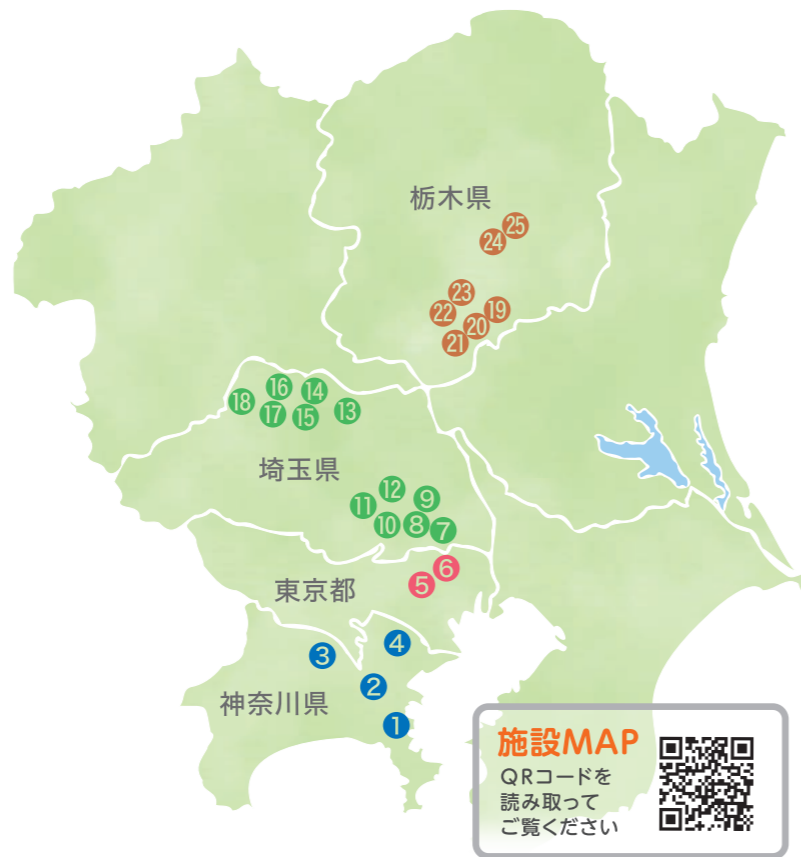 栃木県
㉕
㉔
㉓
㉒ ⑲
⑳
㉑
⑯ ⑭
⑱ ⑰ ⑮ ⑬
埼玉県
⑫
⑪ ⑨
⑩ ⑧ ⑦
東京都
⑥
⑤
④
③
②
神奈川県
①
施設MAP
QRコードを
読み取って
ご覧ください